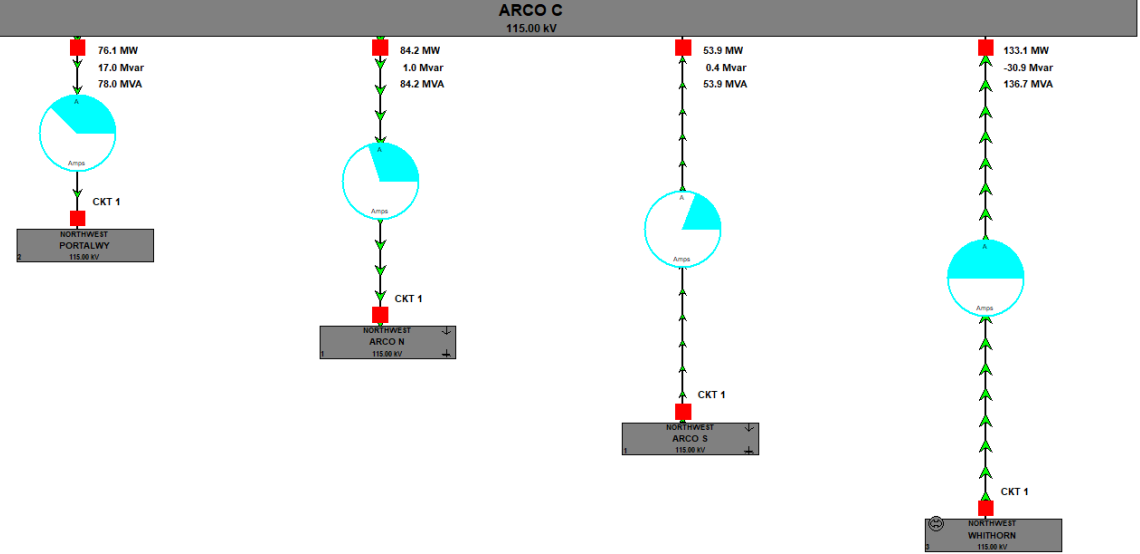 ARCO C
115.00 kV
76.1 MW
17.0 Mvar
78.0 MVA
A
Amps
CKT 1
NORTHWEST
PORTALWY
2
115.00 kV
84.2 MW
1.0 Mvar
84.2 MVA
A
Amps
CKT 1
NORTHWEST
ARCO N
1
115.00 kV
53.9 MW
0.4 Mvar
53.9 MVA
A
Amps
CKT 1
NORTHWEST
ARCO S
1
115.00 kV
133.1 MW
-30.9 Mvar
136.7 MVA
A
Amps
CKT 1
NORTHWEST
WHITHORN
3
115.00 kV